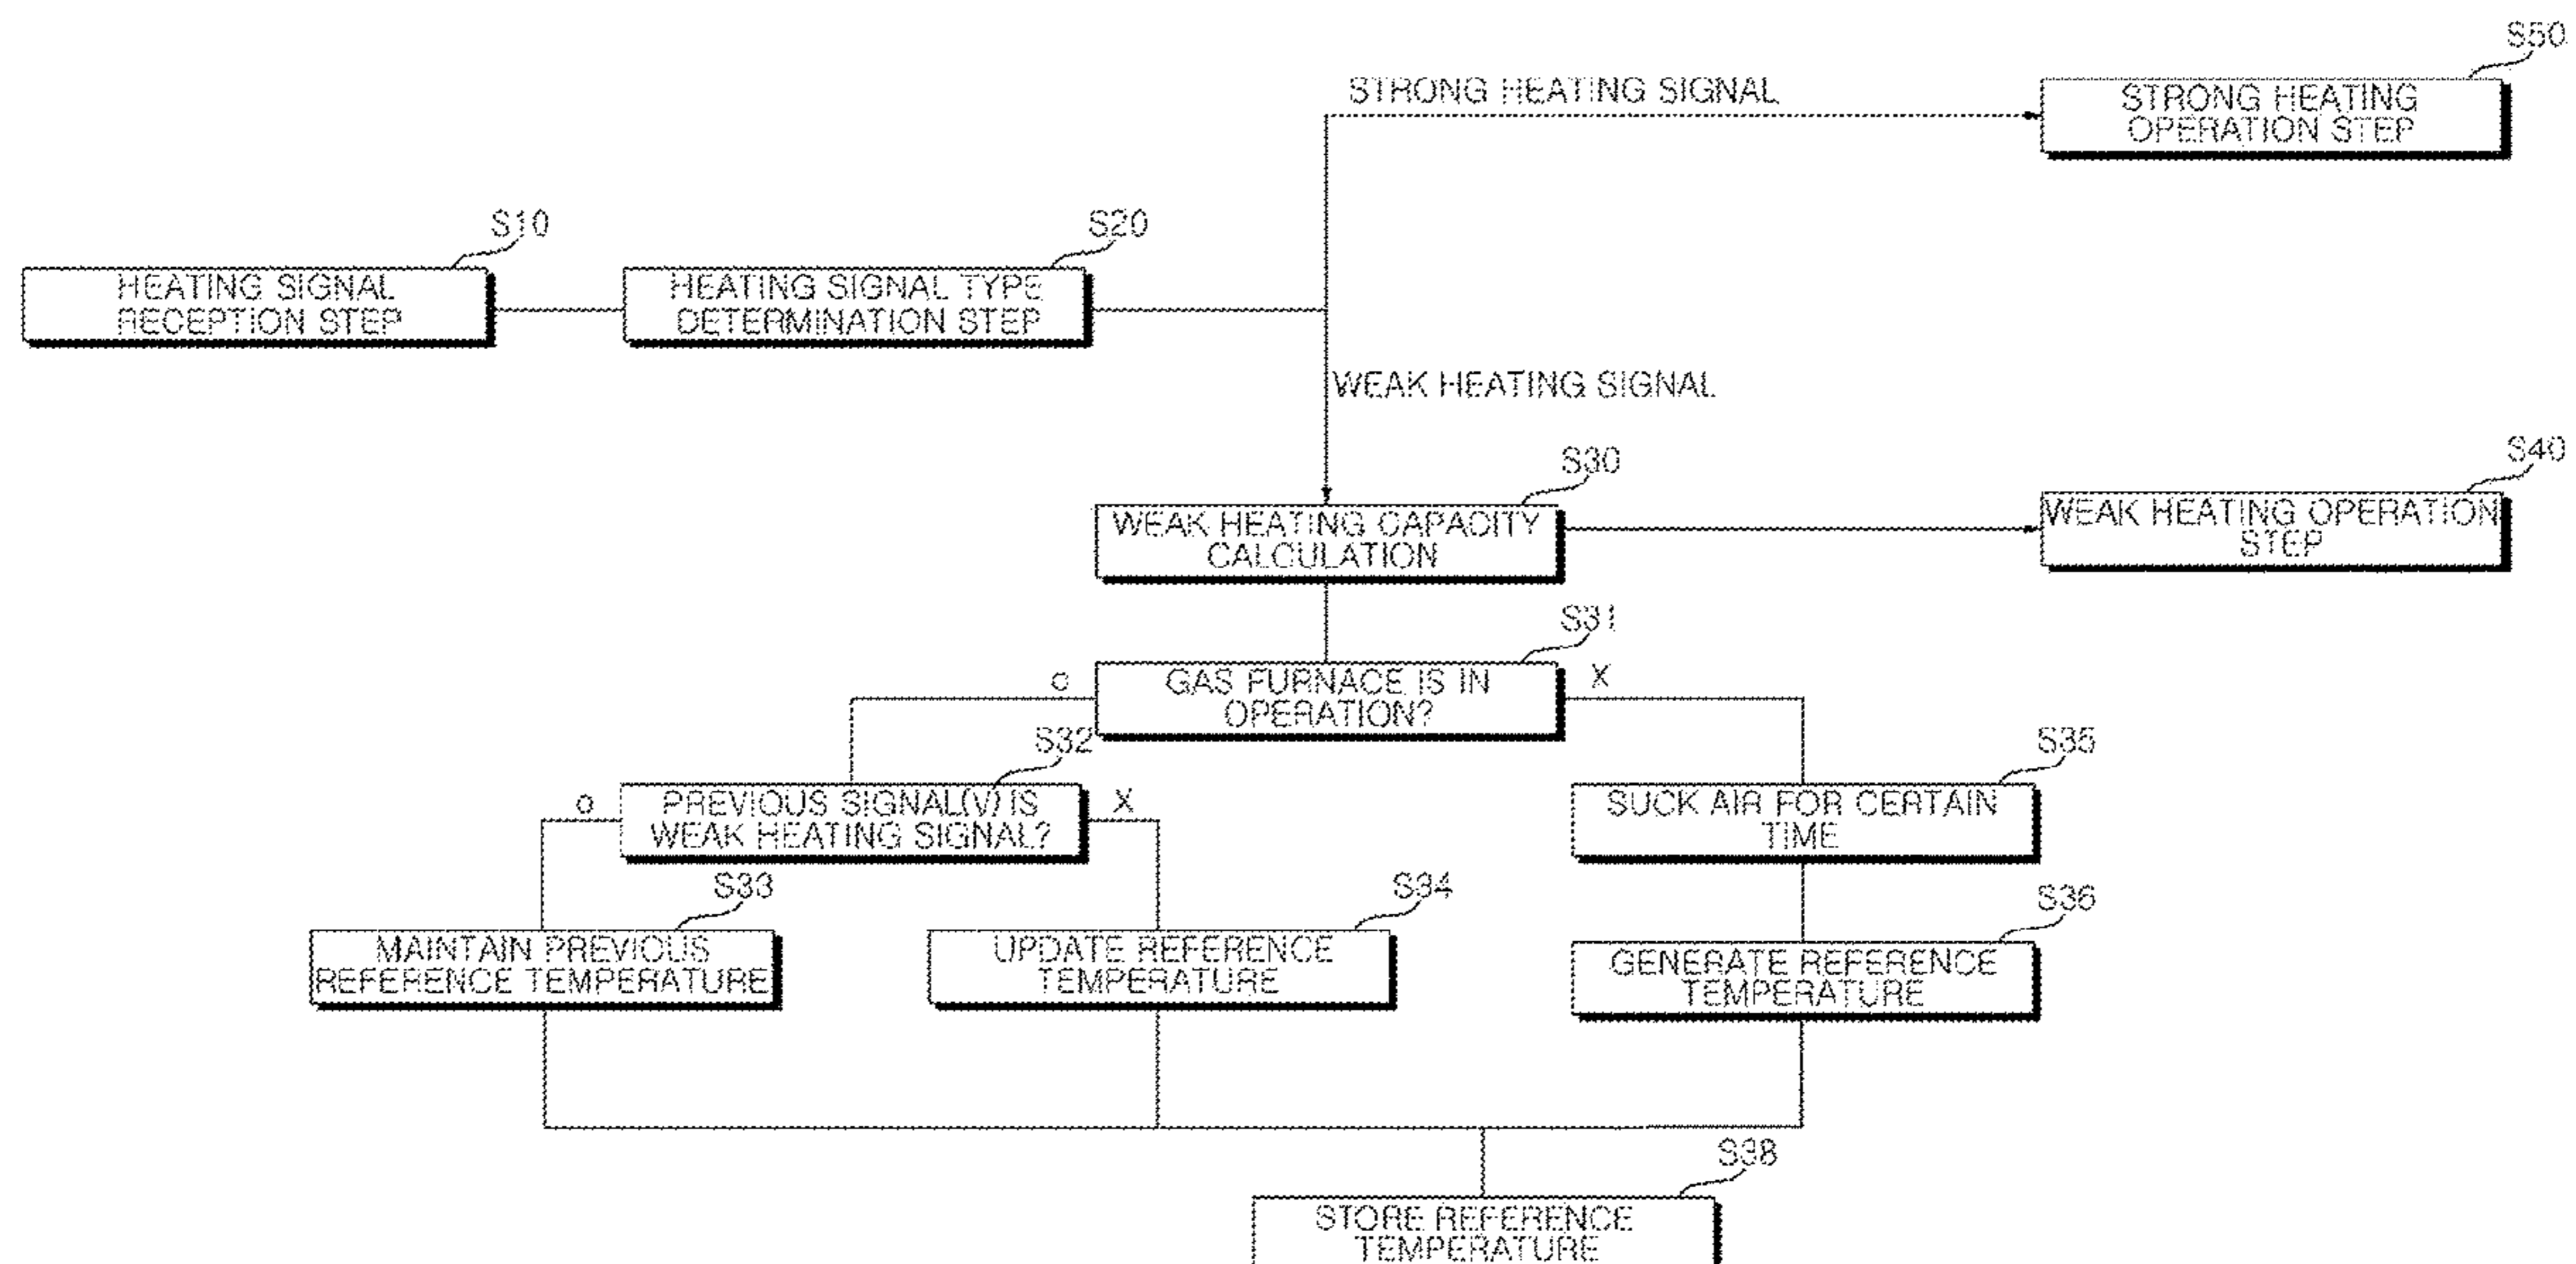 S50
STRONG HEATING SIGNAL
STRONG HEATING
OPERATION STEP
S10
S20
HEATING SIGNAL
RECEPTION STEP
HEATING SIGNAL TYPE
DETERMINATION STEP
WEAK HEATING SIGNAL
S30
S40
WEAK HEATING CAPACITY
CALCULATION
WEAK HEATING OPERATION
STEP
S31
GAS FURNACE IS IN
OPERATION?
o
X
S32
S35
PREVIOUS SIGNAL(V) IS
WEAK HEATING SIGNAL?
o
X
SUCK AIR FOR CERTAIN
TIME
S33
S34
S36
MAINTAIN PREVIOUS
REFERENCE TEMPERATURE
UPDATE REFERENCE
TEMPERATURE
GENERATE REFERENCE
TEMPERATURE
S38
STORE REFERENCE
TEMPERATURE